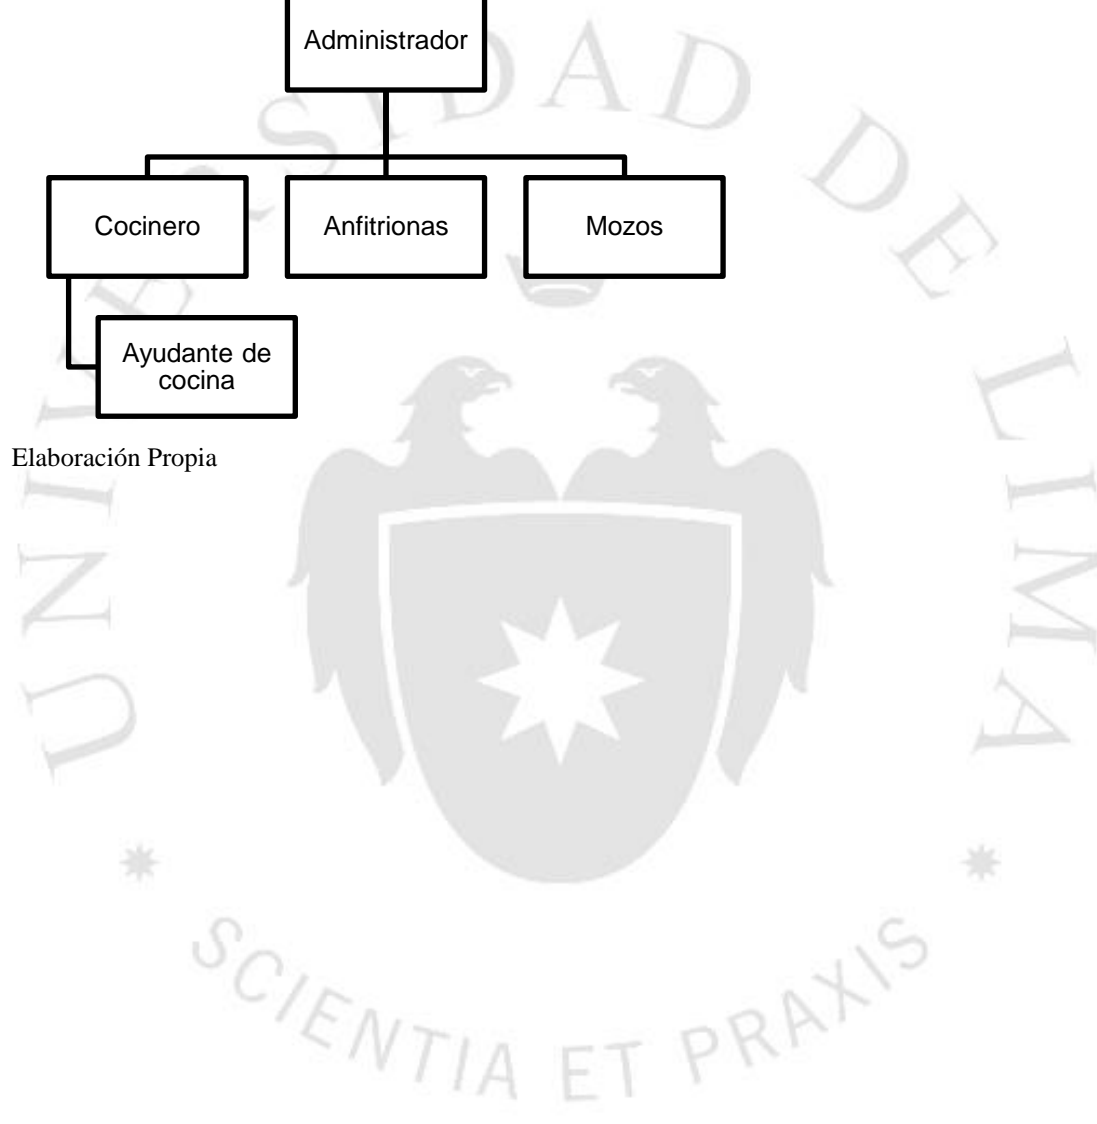 Administrador
Cocinero
Anfitrionas
Mozos
Ayudante de
cocina
Elaboración Propia
UNIVERSIDAD DE LIMA
SCIENTIA ET PRAXIS